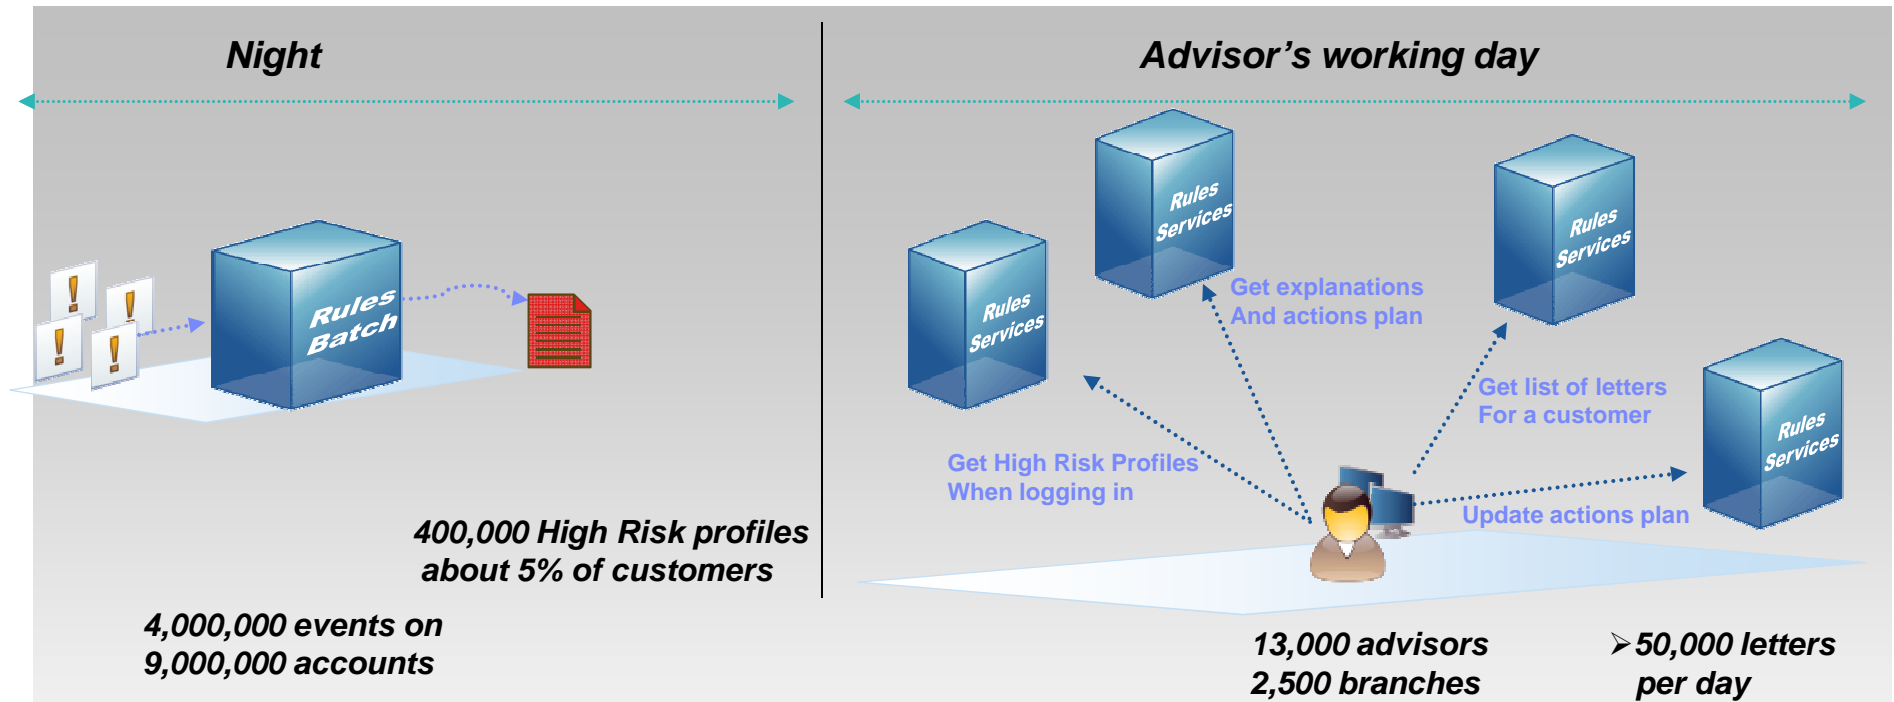 Night
Rules
Batch
400,000 High Risk profiles
about 5% of customers
4,000,000 events on
9,000,000 accounts
Advisor’s working day
Rules
Services
Rules
Services
Rules
Services
Rules
Services
Get explanations
And actions plan
Get list of letters
For a customer
Get High Risk Profiles
When logging in
Update actions plan
13,000 advisors
2,500 branches
➢50,000 letters
per day